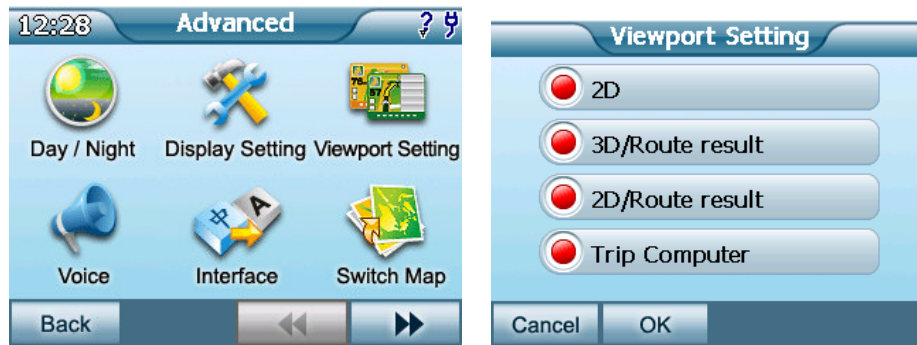 12:28 Advanced
Day / Night Display Setting Viewport Setting
Voice Interface Switch Map
Back
Viewport Setting
2D
3D/Route result
2D/Route result
Trip Computer
Cancel OK